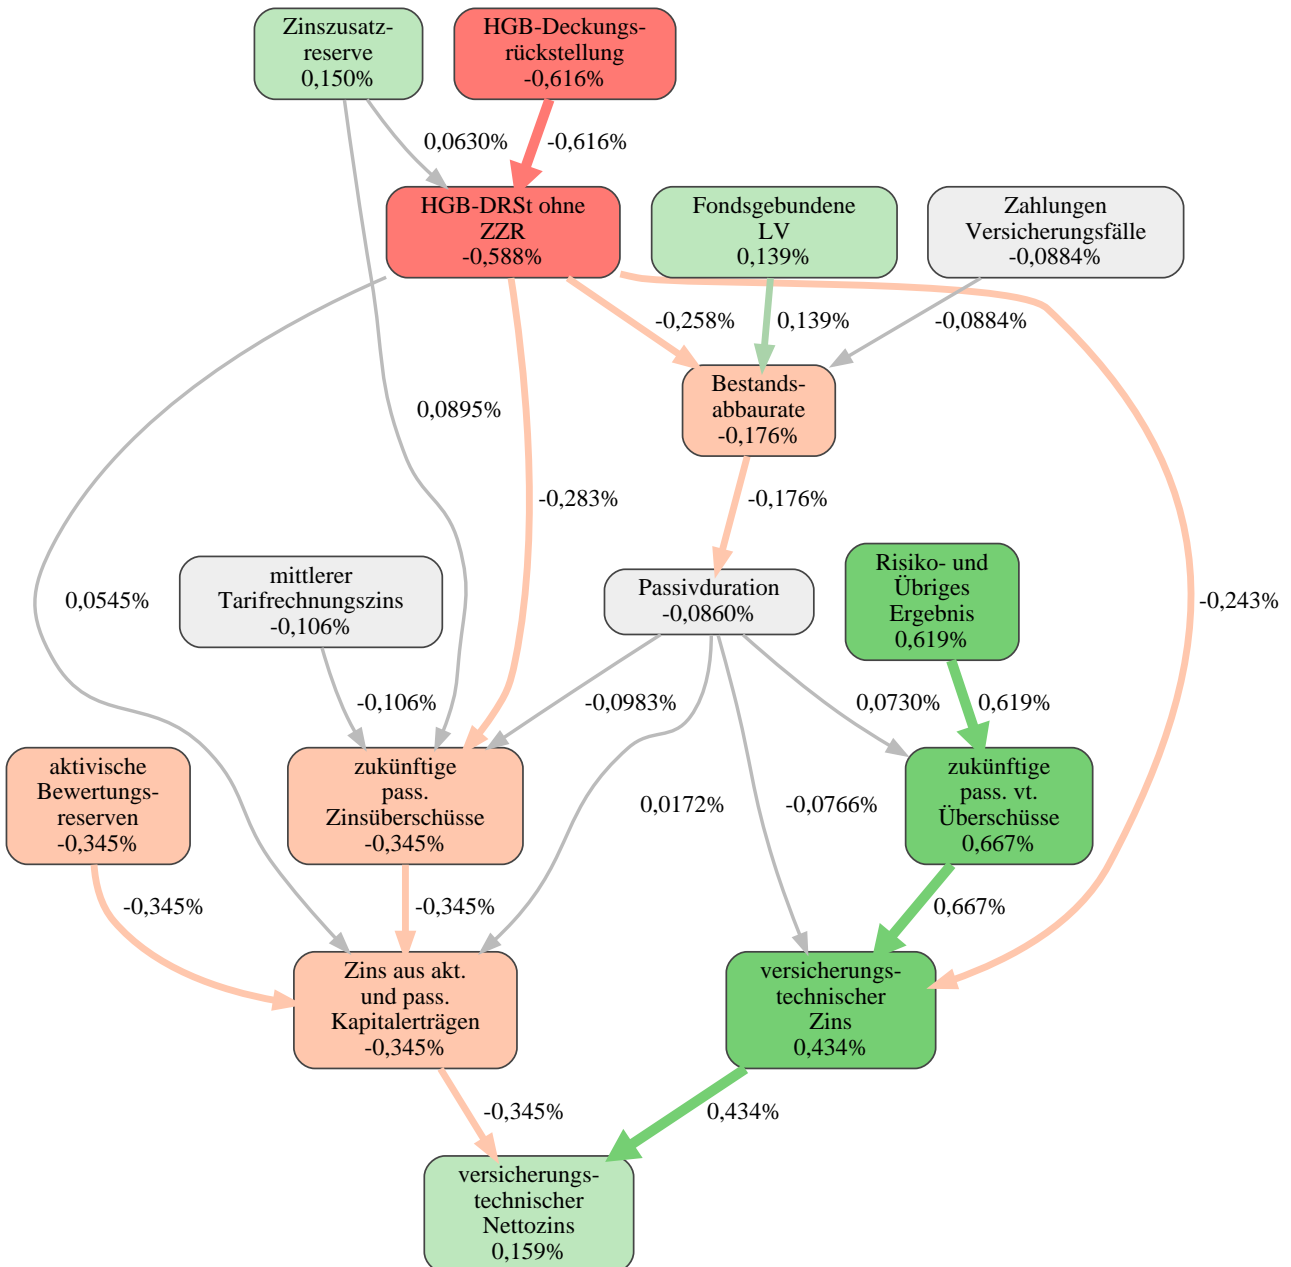 Zinszusatz-
reserve
0,150%
HGB-Deckungs-
rückstellung
-0,616%
0,0630%
-0,616%
HGB-DRSt ohne
ZZR
-0,588%
Fondsgebundene
LV
0,139%
Zahlungen
Versicherungsfälle
-0,0884%
-0,258%
0,139%
-0,0884%
Bestands-
abbaurate
-0,176%
0,0895%
-0,283%
-0,176%
mittlerer
Tarifrechnungszins
-0,106%
Passivduration
-0,0860%
Risiko- und
Übriges
Ergebnis
0,619%
0,0545%
-0,243%
-0,106%
-0,0983%
0,0730%
0,619%
aktivische
Bewertungs-
reserven
-0,345%
zukünftige
pass.
Zinsüberschüsse
-0,345%
0,0172%
-0,0766%
zukünftige
pass. vt.
Überschüsse
0,667%
-0,345%
-0,345%
0,667%
Zins aus akt.
und pass.
Kapitalerträgen
-0,345%
versicherungs-
technischer
Zins
0,434%
-0,345%
0,434%
versicherungs-
technischer
Nettozins
0,159%